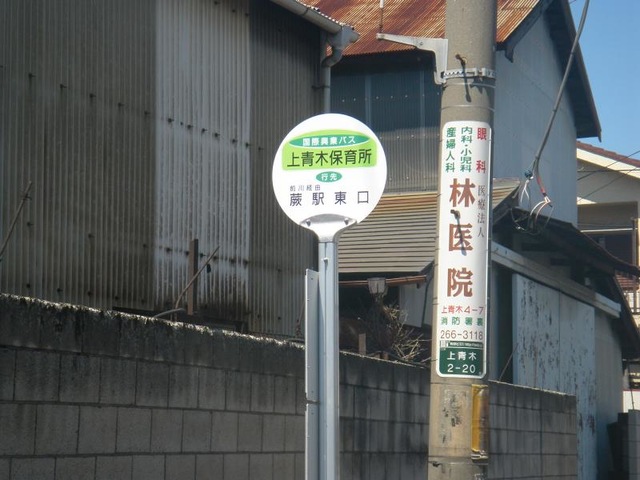 国際興業バス
上青木保育所
行先
前川経由
蕨駅東口
眼科
内科・小児科
産婦人科
医療法人
林医院
上青木4-7
消防署裏
266-3118
上青木
2-20